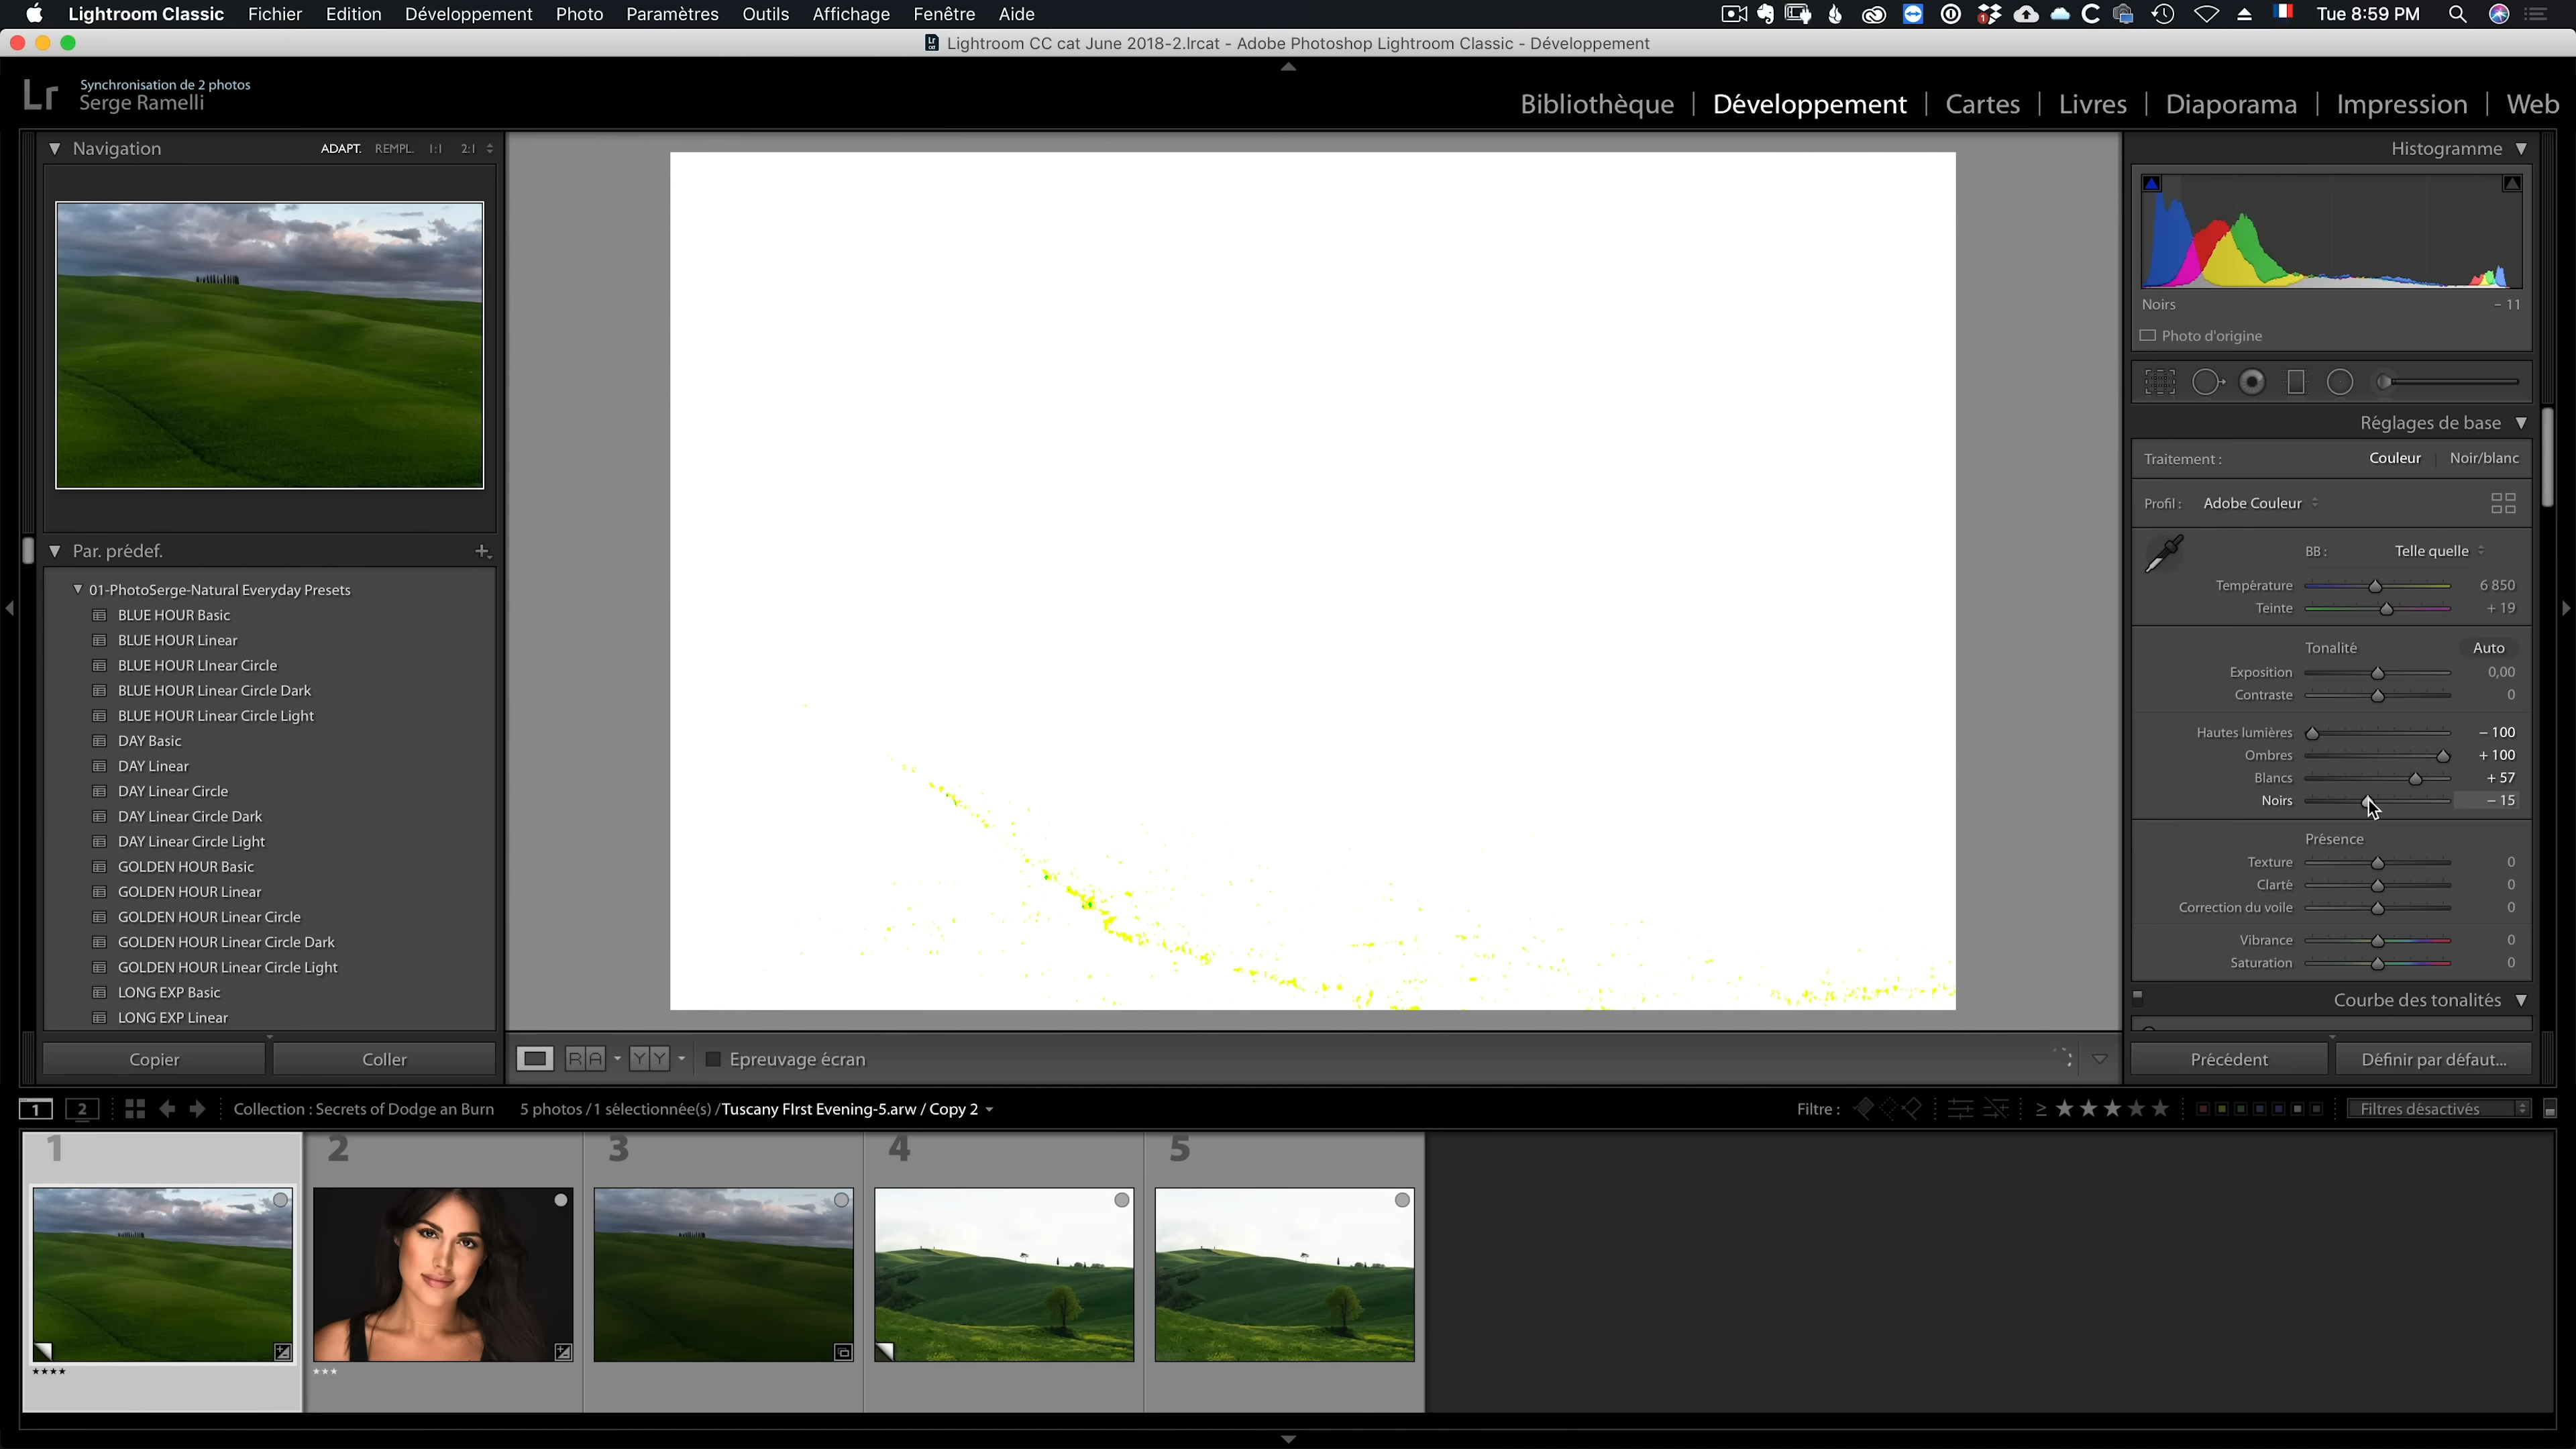 Lightroom Classic Fichier Edition Développement Photo Paramètres Outils Affichage Fenêtre Aide Tue 8:59 PM
Lightroom CC cat June 2018-2.lrcat - Adobe Photoshop Lightroom Classic - Développement
Lr Synchronisation de 2 photos
Serge Ramelli
Bibliothèque | Développement | Cartes | Livres | Diaporama | Impression | Web
Navigation ADAPT. REMPL. 1:1 2:1
Histogramme
Noirs - 11
Photo d'origine
Réglages de base
Traitement : Couleur Noir/blanc
Profil : Adobe Couleur
BB : Telle quelle
Température 6 850
Teinte + 19
Tonalité Auto
Exposition 0,00
Contraste 0
Hautes lumières - 100
Ombres + 100
Blancs + 57
Noirs - 15
Présence
Texture 0
Clarté 0
Correction du voile 0
Vibrance 0
Saturation 0
Courbe des tonalités
Précédent Définir par défaut...
Par. prédef. +
01-PhotoSerge-Natural Everyday Presets
BLUE HOUR Basic
BLUE HOUR Linear
BLUE HOUR LInear Circle
BLUE HOUR Linear Circle Dark
BLUE HOUR Linear Circle Light
DAY Basic
DAY Linear
DAY Linear Circle
DAY Linear Circle Dark
DAY Linear Circle Light
GOLDEN HOUR Basic
GOLDEN HOUR Linear
GOLDEN HOUR Linear Circle
GOLDEN HOUR Linear Circle Dark
GOLDEN HOUR Linear Circle Light
LONG EXP Basic
LONG EXP Linear
Copier Coller
R A Y Y Epreuvage écran
1 2 Collection : Secrets of Dodge an Burn 5 photos /1 sélectionnée(s) /Tuscany FIrst Evening-5.arw / Copy 2 Filtre : ≥ ★★★★★ Filtres désactivés
1 2 3 4 5
★★★★ ★★★